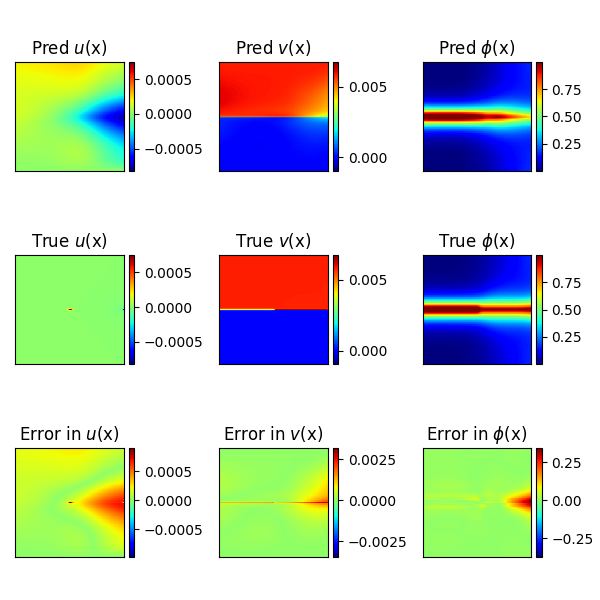 Pred u(x)
0.0005
0.0000
−0.0005
Pred v(x)
0.005
0.000
Pred ϕ(x)
0.75
0.50
0.25
True u(x)
0.0005
0.0000
−0.0005
True v(x)
0.005
0.000
True ϕ(x)
0.75
0.50
0.25
Error in u(x)
0.0005
0.0000
−0.0005
Error in v(x)
0.0025
0.0000
−0.0025
Error in ϕ(x)
0.25
0.00
−0.25